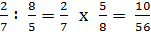 2/7 : 8/5 = 2/7 x 5/8 = 10/56